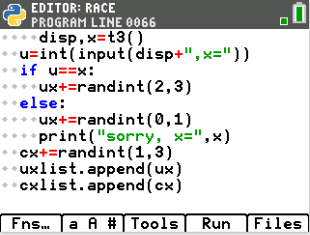 EDITOR: RACE
PROGRAM LINE 0066
disp,x=t3()
u=int(input(disp+",x="))
if u==x:
ux+=randint(2,3)
else:
ux+=randint(0,1)
print("sorry, x=",x)
cx+=randint(1,3)
uxlist.append(ux)
cxlist.append(cx)
Fns… a A # Tools Run Files